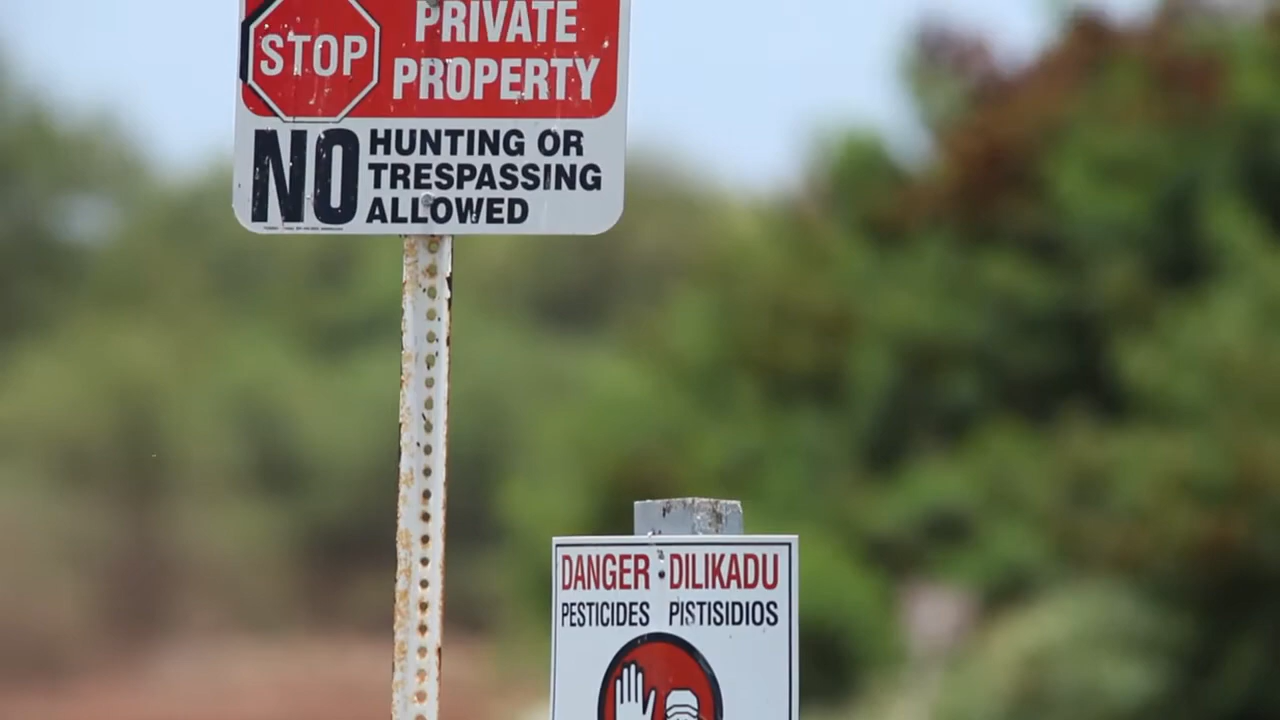 STOP
PRIVATE
PROPERTY
NO
HUNTING OR
TRESPASSING
ALLOWED
DANGER DILIKADU
PESTICIDES PISTISIDIOS